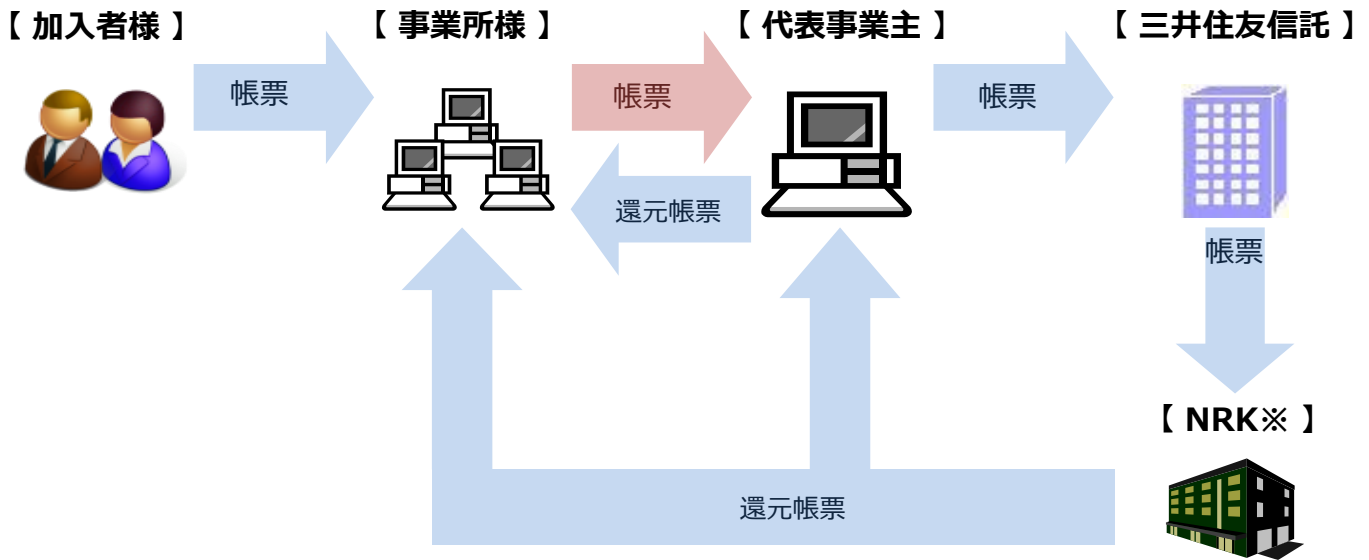 【 加入者様 】
【 事業所様 】
【 代表事業主 】
【 三井住友信託 】
帳票
帳票
帳票
還元帳票
帳票
【 NRK※ 】
還元帳票